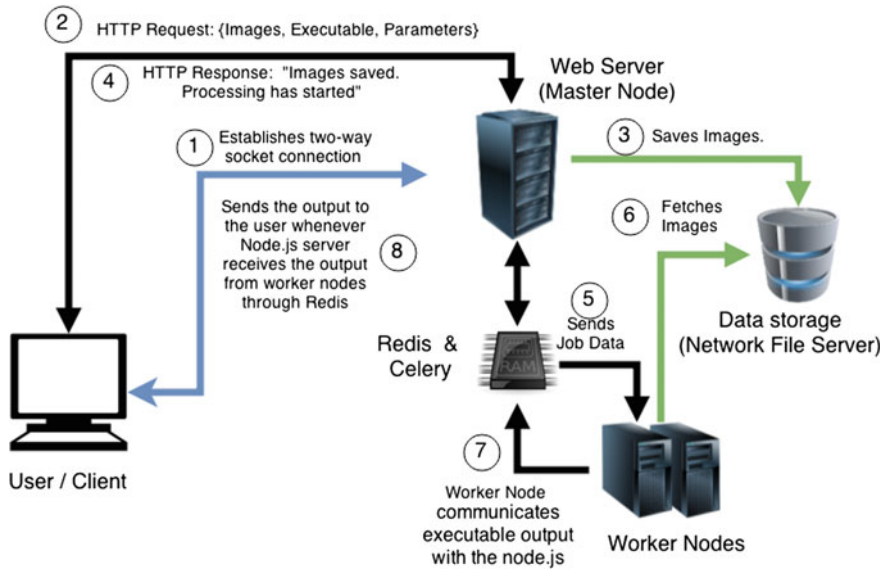 2
HTTP Request: {Images, Executable, Parameters}
4
HTTP Response: "Images saved.
Processing has started"
Web Server
(Master Node)
1
Establishes two-way
socket connection
3
Saves Images.
Sends the output to
the user whenever
Node.js server
receives the output
from worker nodes
through Redis
8
6
Fetches
Images
5
Sends
Job Data
Redis &
Celery
RAM
Data storage
(Network File Server)
7
User / Client
Worker Node
communicates
executable output
with the node.js
Worker Nodes